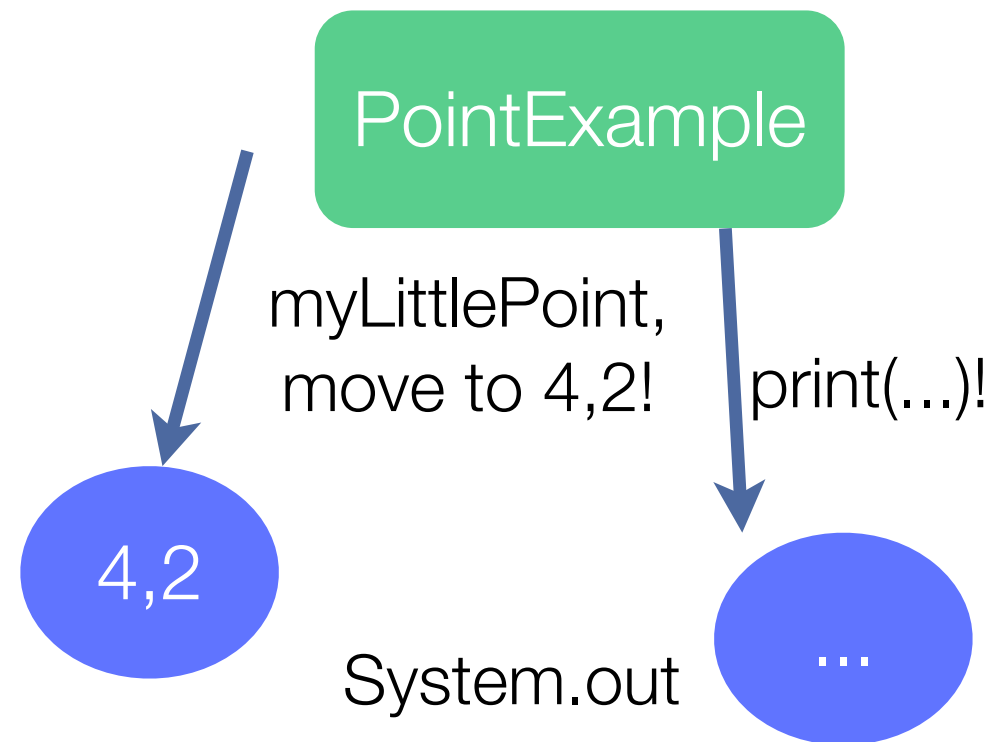 PointExample
myLittlePoint,
move to 4,2!
print(...)!
4,2
System.out
...